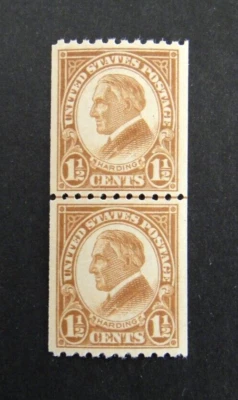 UNITED STATES POSTAGE
HARDING
1½ CENTS 1½
UNITED STATES POSTAGE
HARDING
1½ CENTS 1½